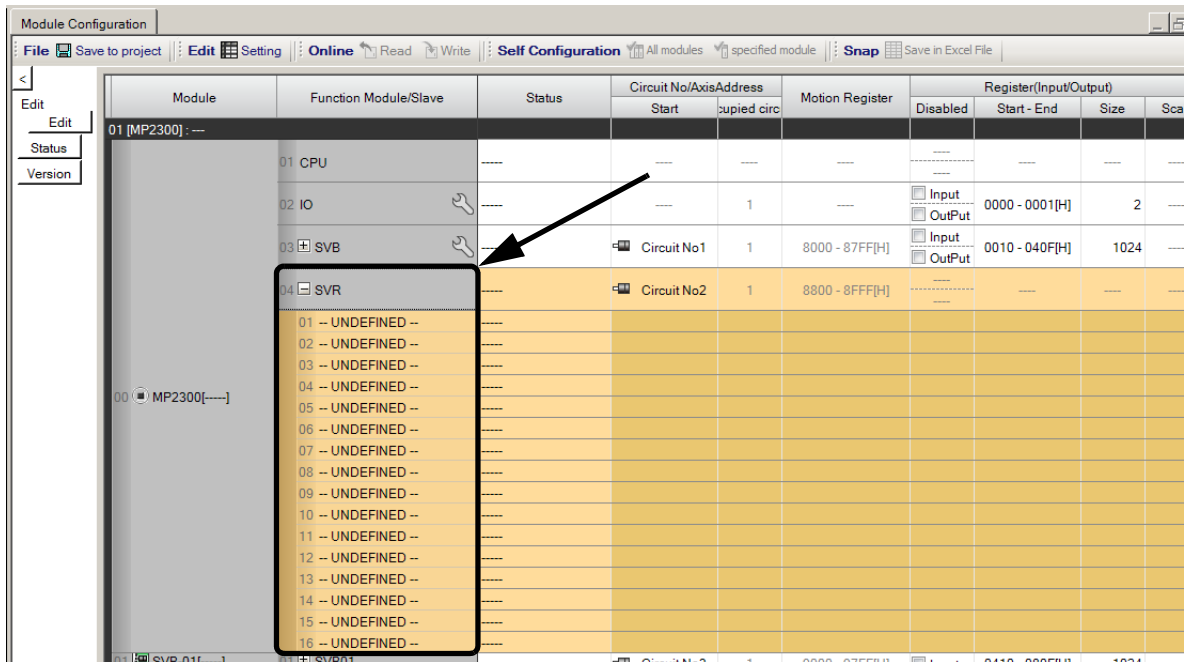 Module Configuration
File Save to project Edit Setting Online Read Write Self Configuration All modules specified module Snap Save in Excel File
<
Edit
Edit
Status
Version
Module Function Module/Slave Status Circuit No/AxisAddress Motion Register Register(Input/Output)
Start cupied circ Disabled Start - End Size Sca
01 [MP2300] : ---
01 CPU ----- ---- ---- ---- ---- ---- ---- ---- ----
02 IO ----- ---- 1 ---- Input OutPut 0000 - 0001[H] 2 ----
03 SVB ----- Circuit No1 1 8000 - 87FF[H] Input OutPut 0010 - 040F[H] 1024 ----
04 SVR ----- Circuit No2 1 8800 - 8FFF[H] ---- ---- ---- ---- ----
01 -- UNDEFINED -- -----
02 -- UNDEFINED -- -----
03 -- UNDEFINED -- -----
04 -- UNDEFINED -- -----
00 MP2300[-----]
05 -- UNDEFINED -- -----
06 -- UNDEFINED -- -----
07 -- UNDEFINED -- -----
08 -- UNDEFINED -- -----
09 -- UNDEFINED -- -----
10 -- UNDEFINED -- -----
11 -- UNDEFINED -- -----
12 -- UNDEFINED -- -----
13 -- UNDEFINED -- -----
14 -- UNDEFINED -- -----
15 -- UNDEFINED -- -----
16 -- UNDEFINED -- -----